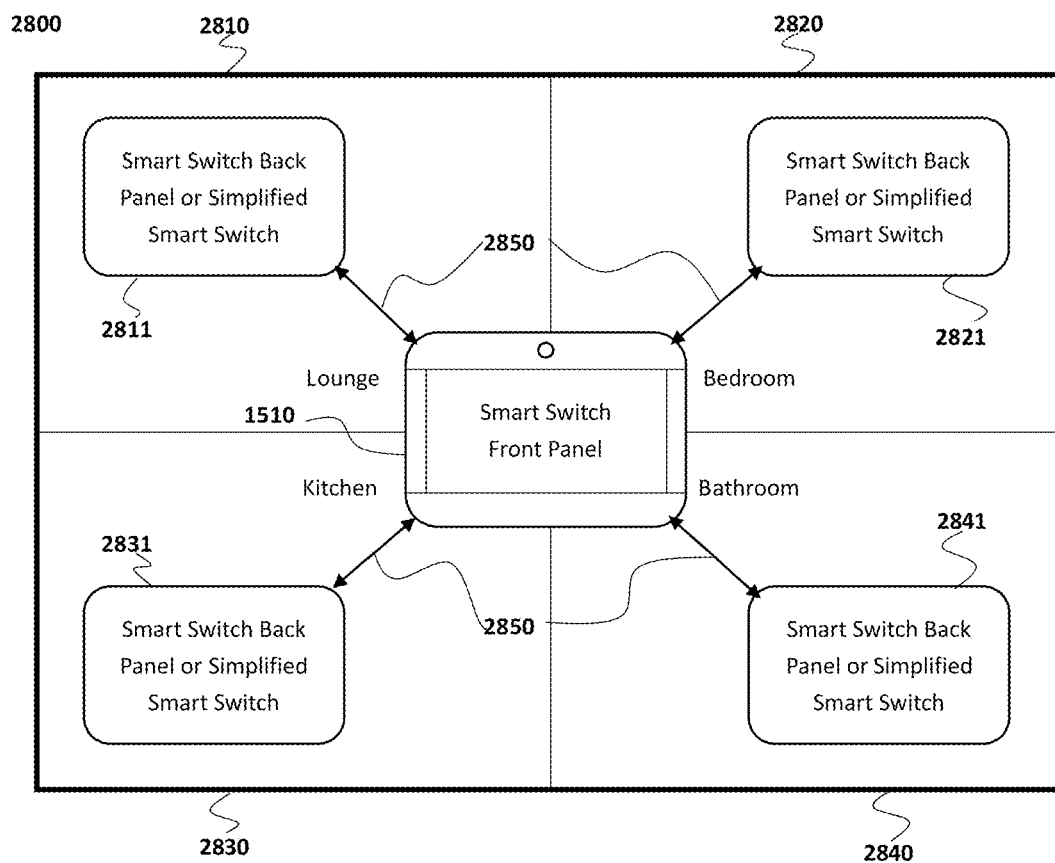 2800
2810
2820
Smart Switch Back
Panel or Simplified
Smart Switch
Smart Switch Back
Panel or Simplified
Smart Switch
2850
2811
2821
Lounge
Bedroom
1510
Smart Switch
Front Panel
Kitchen
Bathroom
2831
2841
2850
Smart Switch Back
Panel or Simplified
Smart Switch
Smart Switch Back
Panel or Simplified
Smart Switch
2830
2840